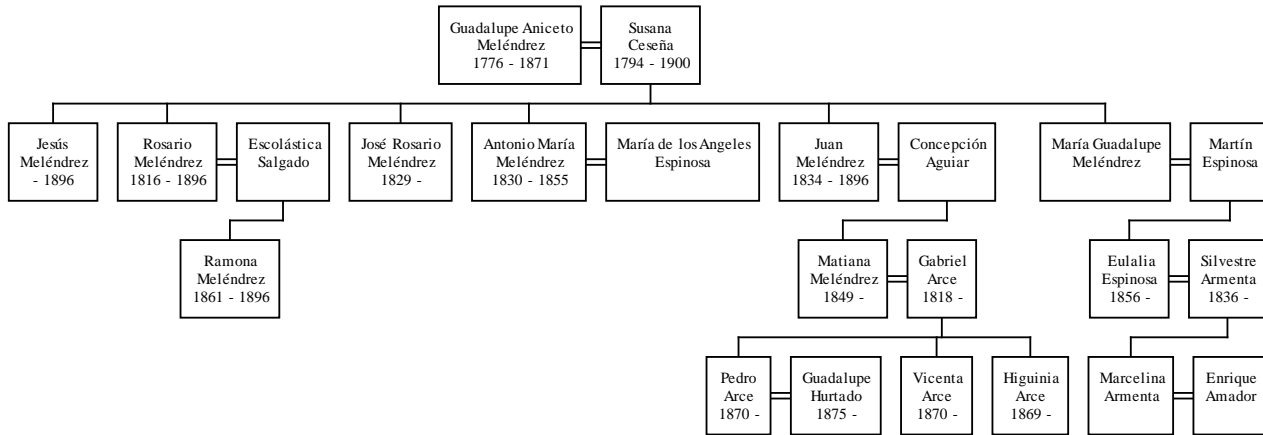 Guadalupe Aniceto
Meléndrez
1776 - 1871
Susana
Ceseña
1794 - 1900
Jesús
Meléndrez
- 1896
Rosario
Meléndrez
1816 - 1896
Escolástica
Salgado
José Rosario
Meléndrez
1829 -
Antonio María
Meléndrez
1830 - 1855
María de los Angeles
Espinosa
Juan
Meléndrez
1834 - 1896
Concepción
Aguiar
María Guadalupe
Meléndrez
Martín
Espinosa
Ramona
Meléndrez
1861 - 1896
Matiana
Meléndrez
1849 -
Gabriel
Arce
1818 -
Eulalia
Espinosa
1856 -
Silvestre
Armenta
1836 -
Pedro
Arce
1870 -
Guadalupe
Hurtado
1875 -
Vicenta
Arce
1870 -
Higuinia
Arce
1869 -
Marcelina
Armenta
Enrique
Amador